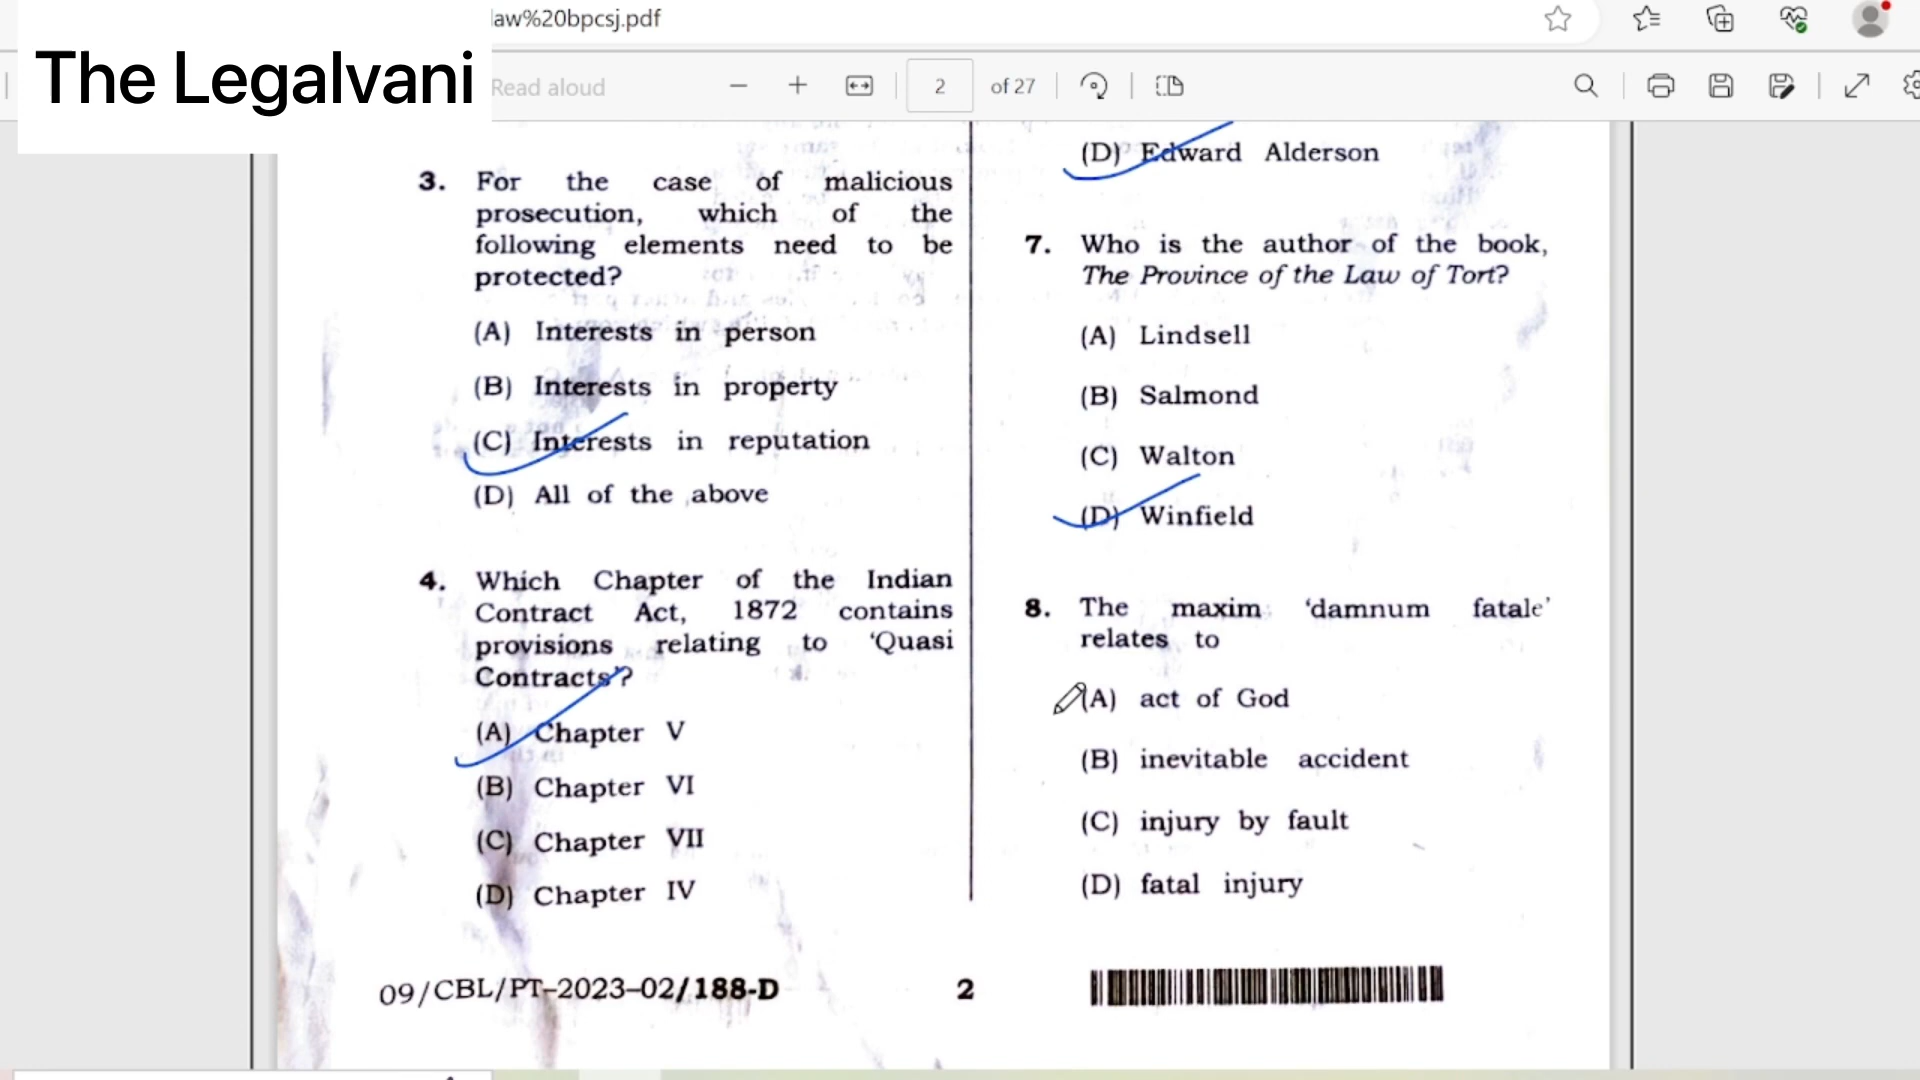 law%20bpcsj.pdf
The Legalvani
Read aloud
2
of 27
3. For the case of malicious
prosecution, which of the
following elements need to be
protected?
(A) Interests in person
(B) Interests in property
(C) Interests in reputation
(D) All of the above
4. Which Chapter of the Indian
Contract Act, 1872 contains
provisions relating to ‘Quasi
Contracts’?
(A) Chapter V
(B) Chapter VI
(C) Chapter VII
(D) Chapter IV
(D) Edward Alderson
7. Who is the author of the book,
The Province of the Law of Tort?
(A) Lindsell
(B) Salmond
(C) Walton
(D) Winfield
8. The maxim ‘damnum fatale’
relates to
(A) act of God
(B) inevitable accident
(C) injury by fault
(D) fatal injury
09/CBL/PT–2023–02/188-D
2